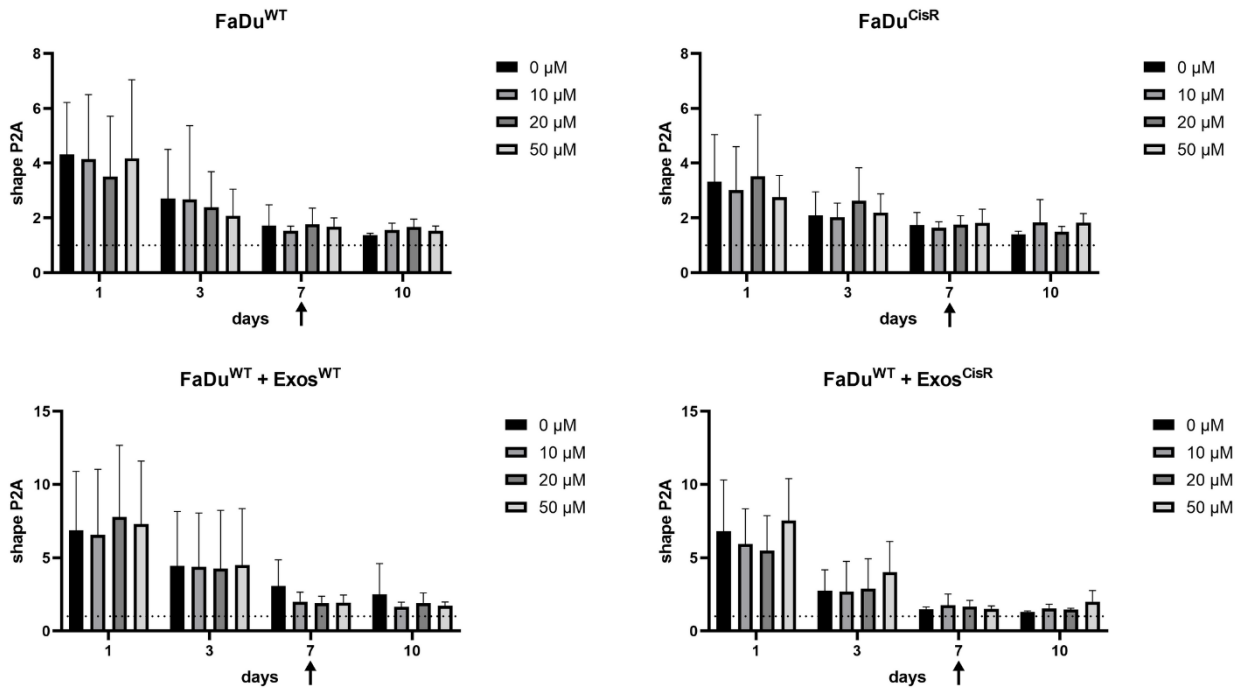 FaDu^WT
8
6
4
2
0
shape P2A
1 3 7 10
days
0 µM
10 µM
20 µM
50 µM
FaDu^CisR
8
6
4
2
0
shape P2A
1 3 7 10
days
0 µM
10 µM
20 µM
50 µM
FaDu^WT + Exos^WT
15
10
5
0
shape P2A
1 3 7 10
days
0 µM
10 µM
20 µM
50 µM
FaDu^WT + Exos^CisR
15
10
5
0
shape P2A
1 3 7 10
days
0 µM
10 µM
20 µM
50 µM